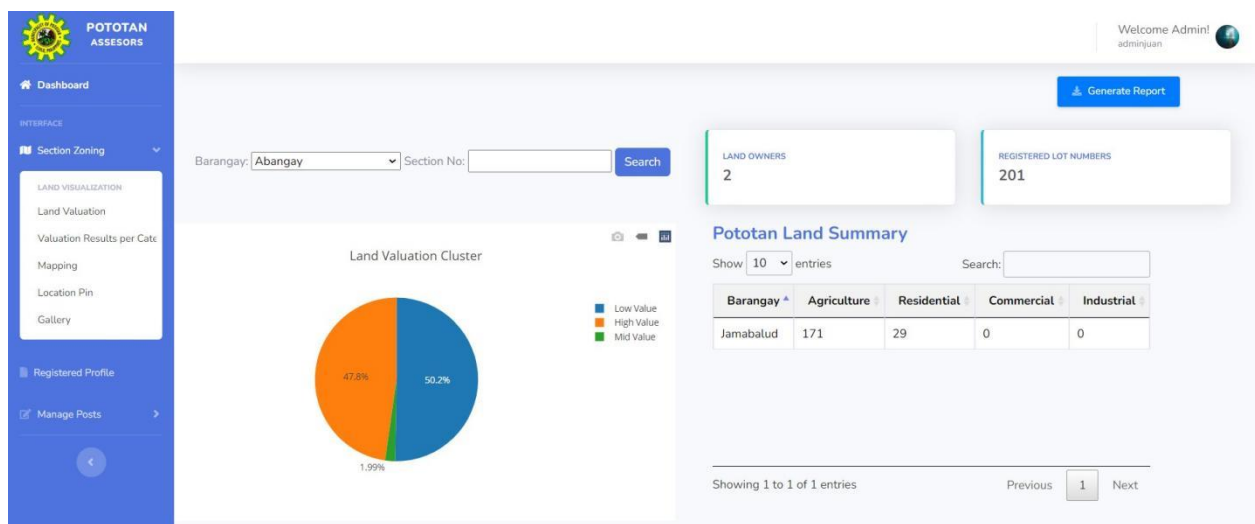 POTOTAN
ASSESORS
Welcome Admin!
adminjuan
Dashboard
Generate Report
INTERFACE
Section Zoning
LAND VISUALIZATION
Land Valuation
Valuation Results per Cate
Mapping
Location Pin
Gallery
Registered Profile
Manage Posts
Barangay: Abangay Section No: Search
LAND OWNERS
2
REGISTERED LOT NUMBERS
201
Land Valuation Cluster
Low Value
High Value
Mid Value
47.8%
50.2%
1.99%
Pototan Land Summary
Show 10 entries Search:
Barangay Agriculture Residential Commercial Industrial
Jamabalud 171 29 0 0
Showing 1 to 1 of 1 entries Previous 1 Next